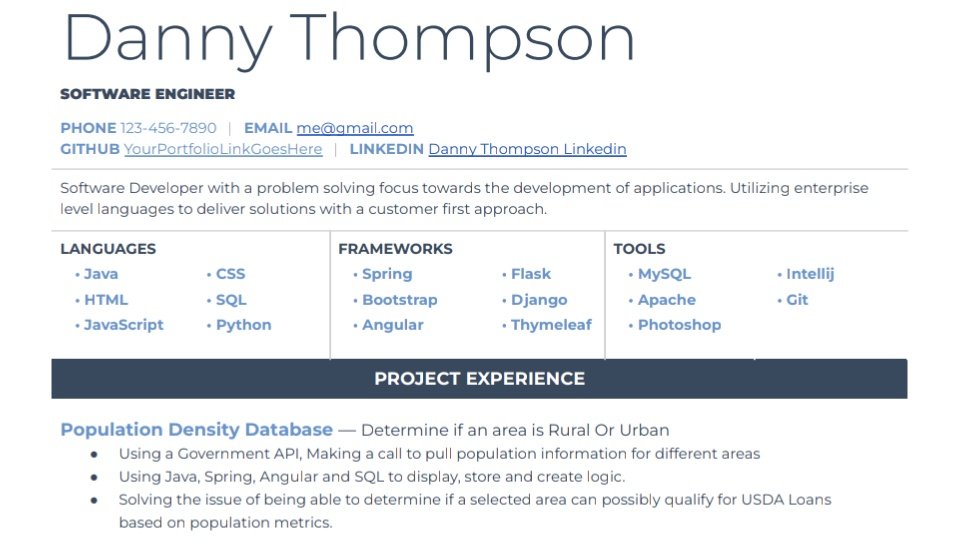 Danny Thompson
SOFTWARE ENGINEER
PHONE 123-456-7890 | EMAIL me@gmail.com
GITHUB YourPortfolioLinkGoesHere | LINKEDIN Danny Thompson Linkedin
Software Developer with a problem solving focus towards the development of applications. Utilizing enterprise
level languages to deliver solutions with a customer first approach.
LANGUAGES
• Java
• HTML
• JavaScript
• CSS
• SQL
• Python
FRAMEWORKS
• Spring
• Bootstrap
• Angular
• Flask
• Django
• Thymeleaf
TOOLS
• MySQL
• Apache
• Photoshop
• Intellij
• Git
PROJECT EXPERIENCE
Population Density Database — Determine if an area is Rural Or Urban
● Using a Government API, Making a call to pull population information for different areas
● Using Java, Spring, Angular and SQL to display, store and create logic.
● Solving the issue of being able to determine if a selected area can possibly qualify for USDA Loans
based on population metrics.